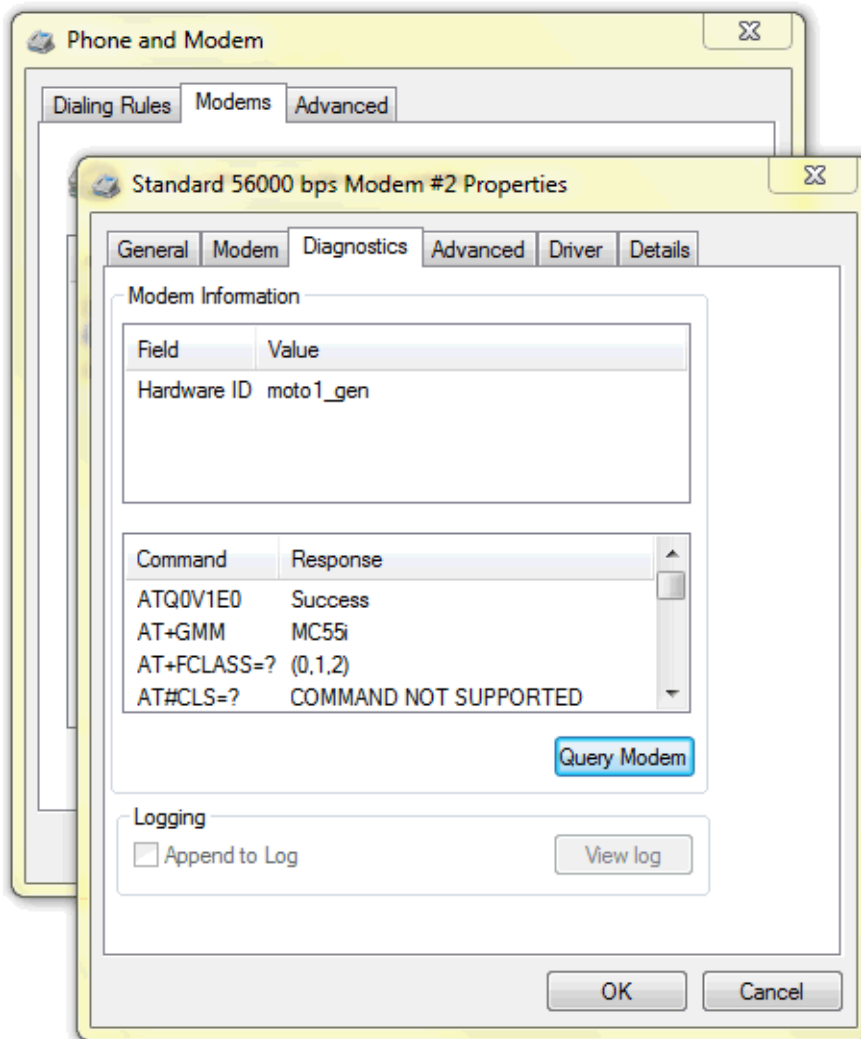 Phone and Modem
Dialing Rules Modems Advanced
Standard 56000 bps Modem #2 Properties
General Modem Diagnostics Advanced Driver Details
Modem Information
Field Value
Hardware ID moto1_gen
Command Response
ATQ0V1E0 Success
AT+GMM MC55i
AT+FCLASS=? (0,1,2)
AT#CLS=? COMMAND NOT SUPPORTED
Query Modem
Logging
Append to Log View log
OK Cancel